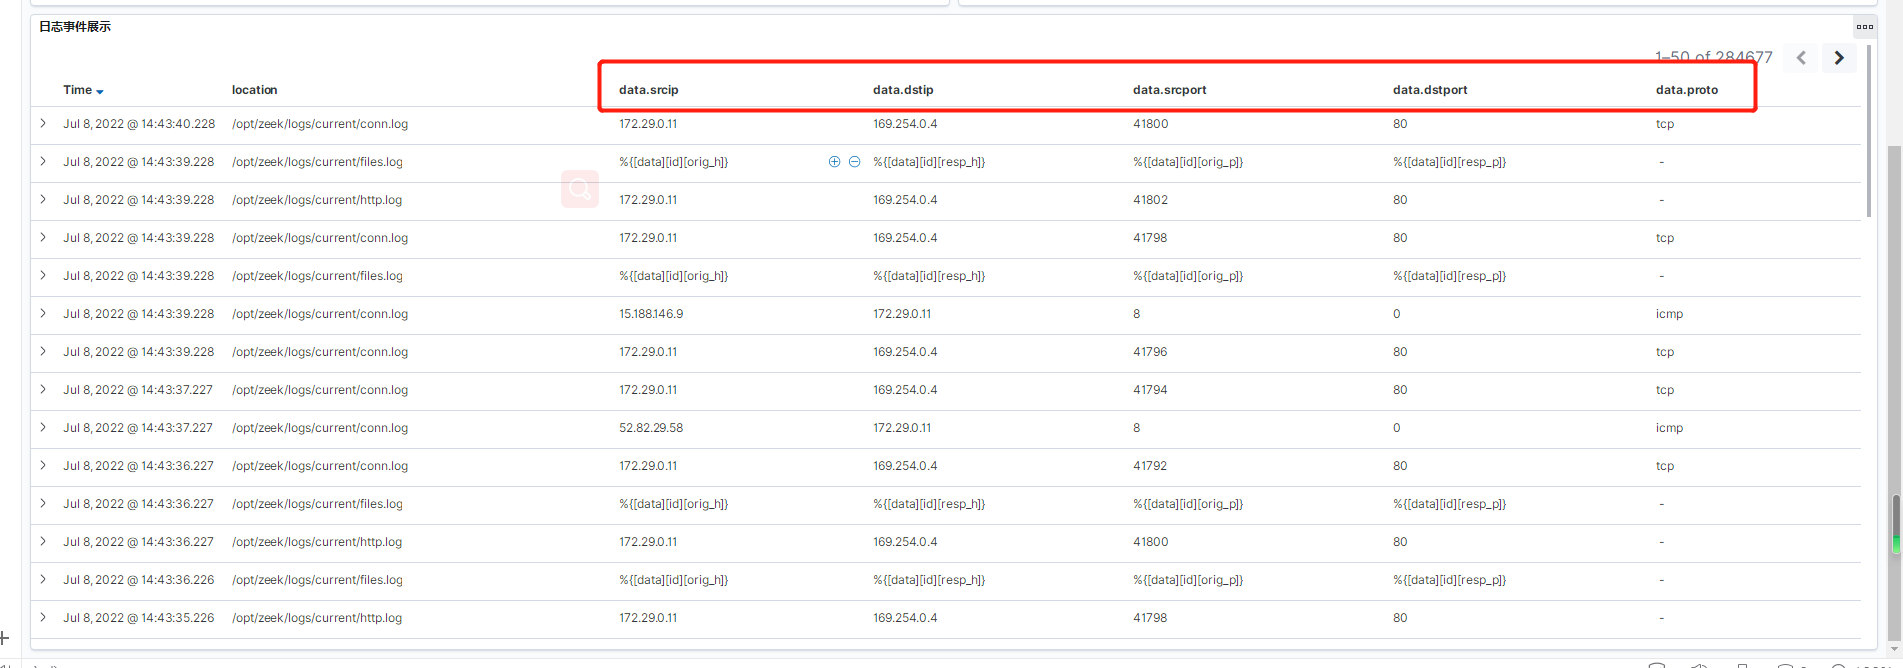 日志事件展示
1–50 of 284677
Time location data.srcip data.dstip data.srcport data.dstport data.proto
Jul 8, 2022 @ 14:43:40.228 /opt/zeek/logs/current/conn.log 172.29.0.11 169.254.0.4 41800 80 tcp
Jul 8, 2022 @ 14:43:39.228 /opt/zeek/logs/current/files.log %{[data][id][orig_h]} %{[data][id][resp_h]} %{[data][id][orig_p]} %{[data][id][resp_p]} -
Jul 8, 2022 @ 14:43:39.228 /opt/zeek/logs/current/http.log 172.29.0.11 169.254.0.4 41802 80 -
Jul 8, 2022 @ 14:43:39.228 /opt/zeek/logs/current/conn.log 172.29.0.11 169.254.0.4 41798 80 tcp
Jul 8, 2022 @ 14:43:39.228 /opt/zeek/logs/current/files.log %{[data][id][orig_h]} %{[data][id][resp_h]} %{[data][id][orig_p]} %{[data][id][resp_p]} -
Jul 8, 2022 @ 14:43:39.228 /opt/zeek/logs/current/conn.log 15.188.146.9 172.29.0.11 8 0 icmp
Jul 8, 2022 @ 14:43:39.228 /opt/zeek/logs/current/conn.log 172.29.0.11 169.254.0.4 41796 80 tcp
Jul 8, 2022 @ 14:43:37.227 /opt/zeek/logs/current/conn.log 172.29.0.11 169.254.0.4 41794 80 tcp
Jul 8, 2022 @ 14:43:37.227 /opt/zeek/logs/current/conn.log 52.82.29.58 172.29.0.11 8 0 icmp
Jul 8, 2022 @ 14:43:36.227 /opt/zeek/logs/current/conn.log 172.29.0.11 169.254.0.4 41792 80 tcp
Jul 8, 2022 @ 14:43:36.227 /opt/zeek/logs/current/files.log %{[data][id][orig_h]} %{[data][id][resp_h]} %{[data][id][orig_p]} %{[data][id][resp_p]} -
Jul 8, 2022 @ 14:43:36.227 /opt/zeek/logs/current/http.log 172.29.0.11 169.254.0.4 41800 80 -
Jul 8, 2022 @ 14:43:36.226 /opt/zeek/logs/current/files.log %{[data][id][orig_h]} %{[data][id][resp_h]} %{[data][id][orig_p]} %{[data][id][resp_p]} -
Jul 8, 2022 @ 14:43:35.226 /opt/zeek/logs/current/http.log 172.29.0.11 169.254.0.4 41798 80 -